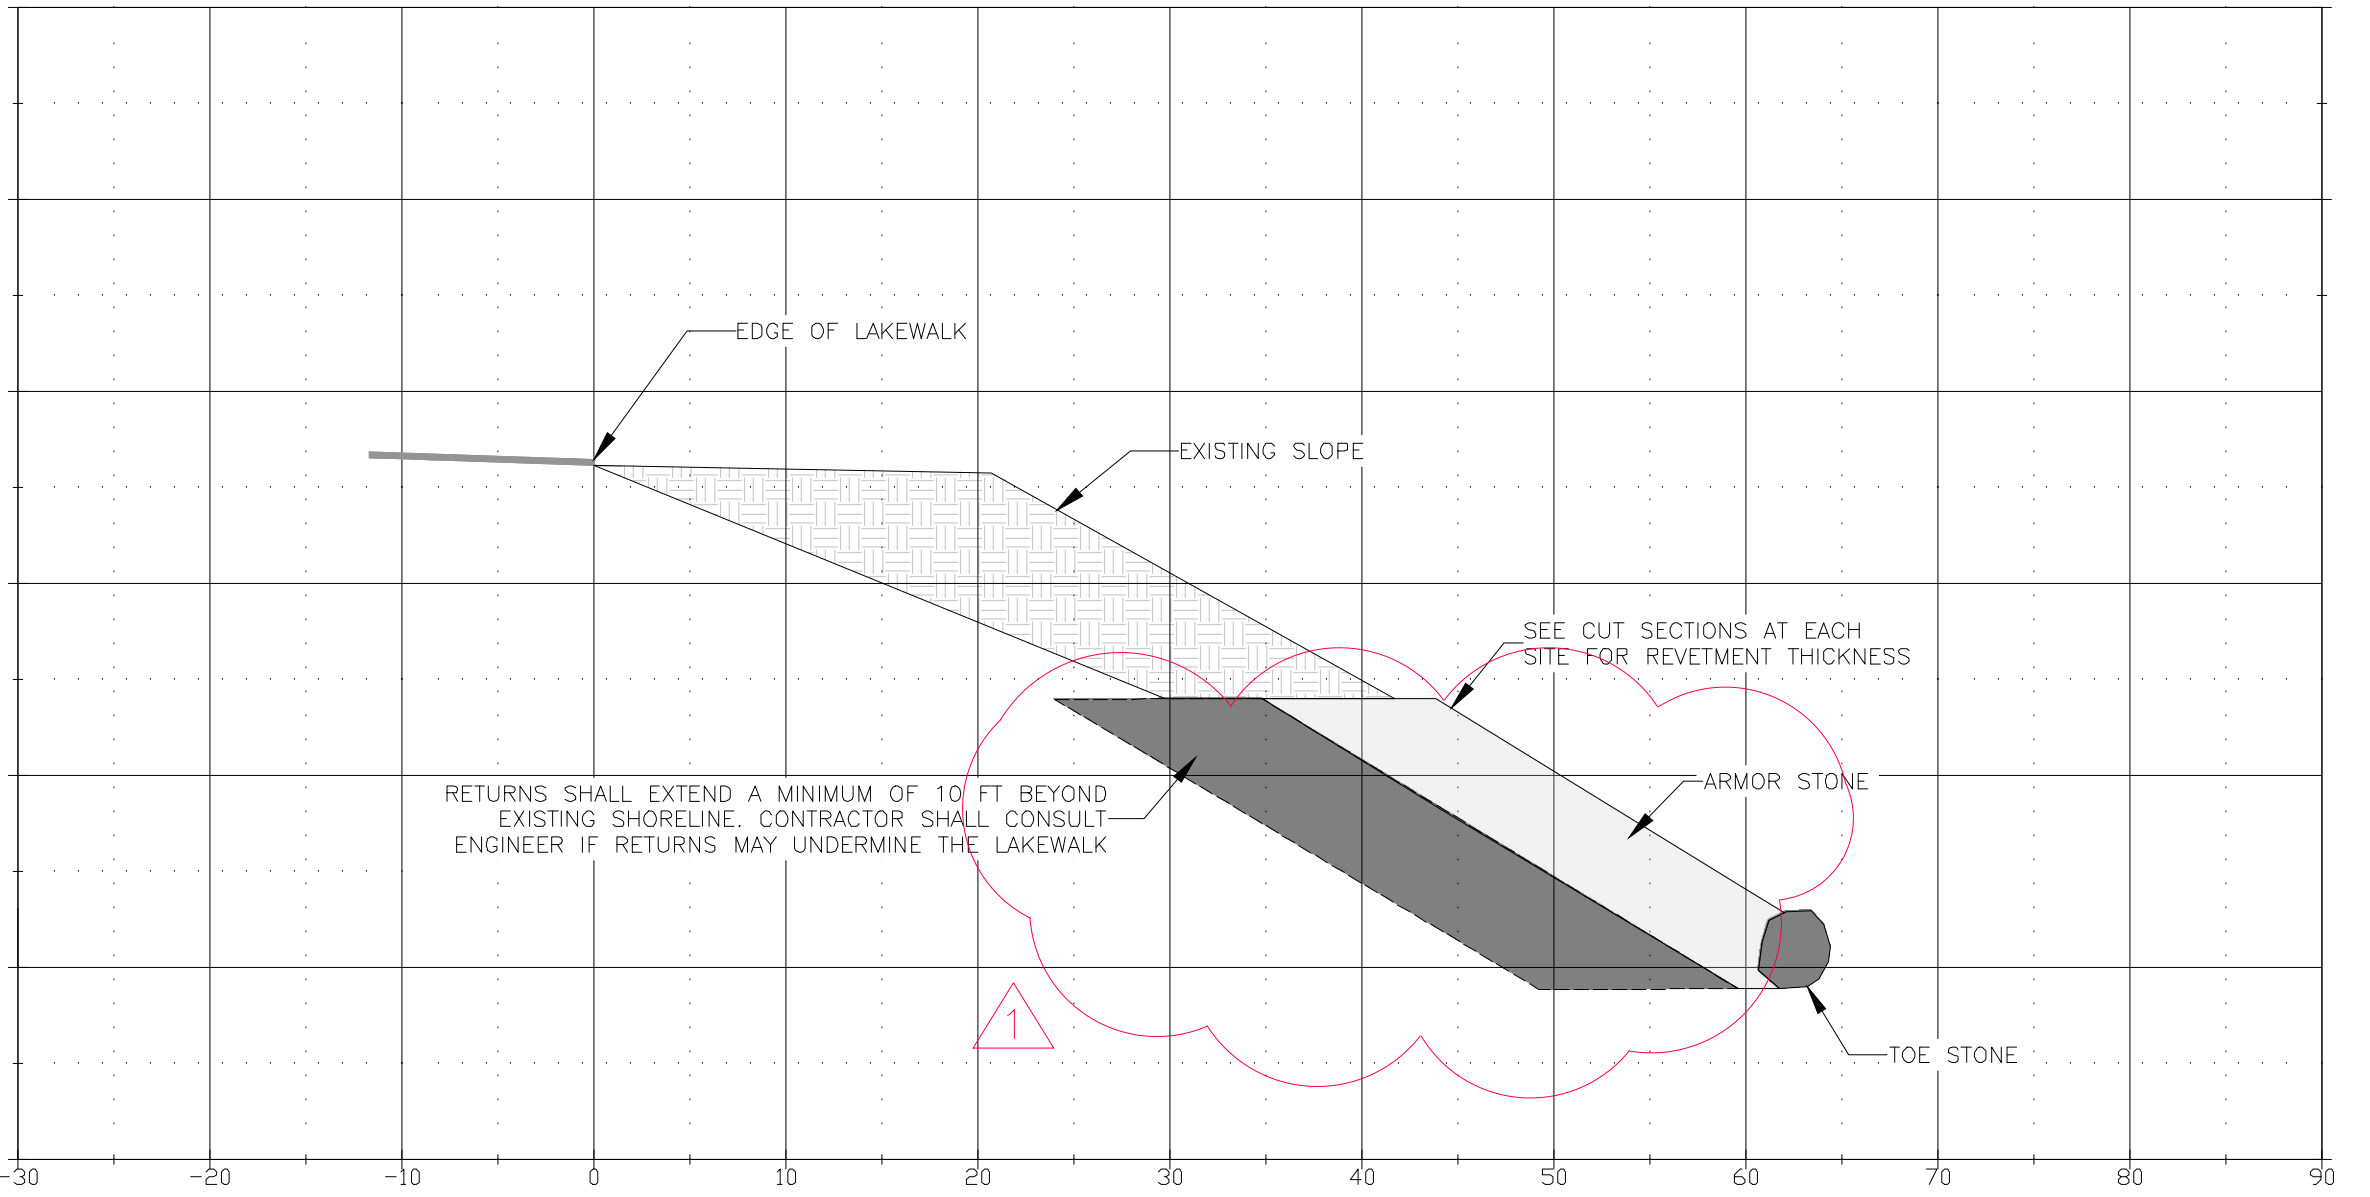 EDGE OF LAKEWALK
EXISTING SLOPE
SEE CUT SECTIONS AT EACH
SITE FOR REVETMENT THICKNESS
ARMOR STONE
RETURNS SHALL EXTEND A MINIMUM OF 10 FT BEYOND
EXISTING SHORELINE. CONTRACTOR SHALL CONSULT
ENGINEER IF RETURNS MAY UNDERMINE THE LAKEWALK
1
TOE STONE
-30 -20 -10 0 10 20 30 40 50 60 70 80 90